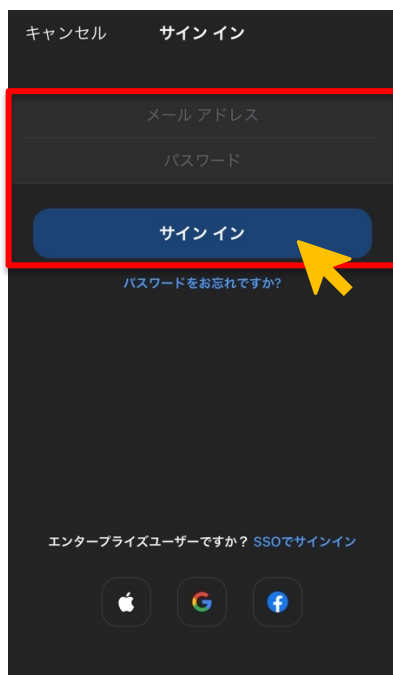 キャンセル サイン イン
メール アドレス
パスワード
サイン イン
パスワードをお忘れですか?
エンタープライズユーザーですか？ SSOでサインイン